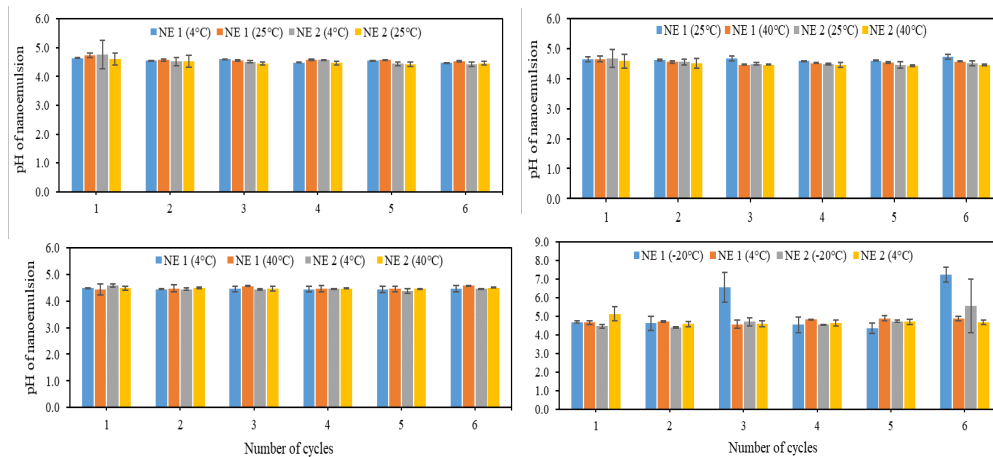 NE 1 (4°C) NE 1 (25°C) NE 2 (4°C) NE 2 (25°C)
pH of nanoemulsion
6.0
5.0
4.0
3.0
2.0
1.0
0.0
1 2 3 4 5 6
NE 1 (25°C) NE 1 (40°C) NE 2 (25°C) NE 2 (40°C)
pH of nanoemulsion
6.0
5.0
4.0
3.0
2.0
1.0
0.0
1 2 3 4 5 6
NE 1 (4°C) NE 1 (40°C) NE 2 (4°C) NE 2 (40°C)
pH of nanoemulsion
6.0
5.0
4.0
3.0
2.0
1.0
0.0
1 2 3 4 5 6
Number of cycles
NE 1 (-20°C) NE 1 (4°C) NE 2 (-20°C) NE 2 (4°C)
9.0
8.0
7.0
6.0
5.0
4.0
3.0
2.0
1.0
0.0
1 2 3 4 5 6
Number of cycles